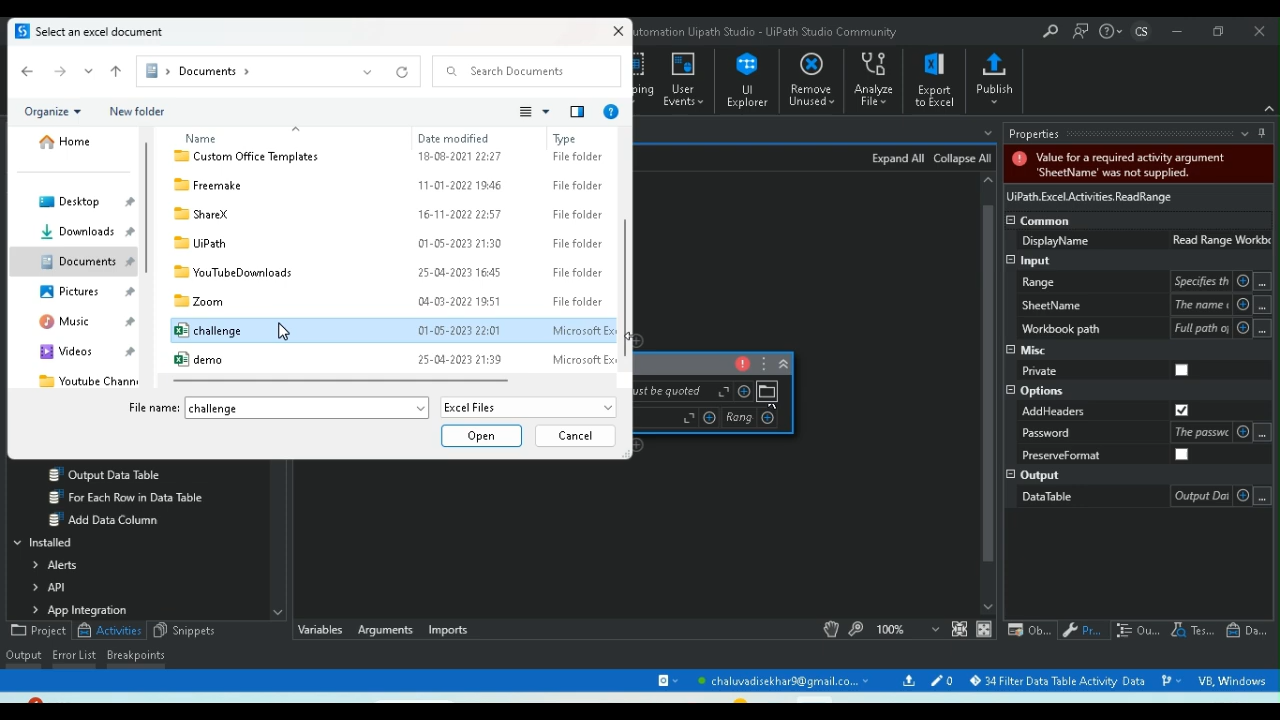 Select an excel document
utomation Uipath Studio - UiPath Studio Community
CS
Documents
Search Documents
Organize
New folder
ping
User Events
UI Explorer
Remove Unused
Analyze File
Export to Excel
Publish
Home
Desktop
Downloads
Documents
Pictures
Music
Videos
Youtube Chann
Name Date modified Type
Custom Office Templates 18-08-2021 22:27 File folder
Freemake 11-01-2022 19:46 File folder
ShareX 16-11-2022 22:57 File folder
UiPath 01-05-2023 21:30 File folder
YouTubeDownloads 25-04-2023 16:45 File folder
Zoom 04-03-2022 19:51 File folder
challenge 01-05-2023 22:01 Microsoft Exc
demo 25-04-2023 21:39 Microsoft Exc
File name: challenge Excel Files
Open Cancel
Expand All Collapse All
ust be quoted
Rang
Properties
Value for a required activity argument
'SheetName' was not supplied.
UiPath.Excel.Activities.ReadRange
Common
DisplayName Read Range Workbo
Input
Range Specifies th ...
SheetName The name ...
Workbook path Full path o ...
Misc
Private
Options
AddHeaders
Password The passwo ...
PreserveFormat
Output
DataTable Output Dat ...
Output Data Table
For Each Row in Data Table
Add Data Column
Installed
Alerts
API
App Integration
Project Activities Snippets
Variables Arguments Imports
100%
Ob... Pr... Ou... Tes... Da...
Output Error List Breakpoints
chaluvadisekhar9@gmail.co...
0
34 Filter Data Table Activity Data
VB, Windows